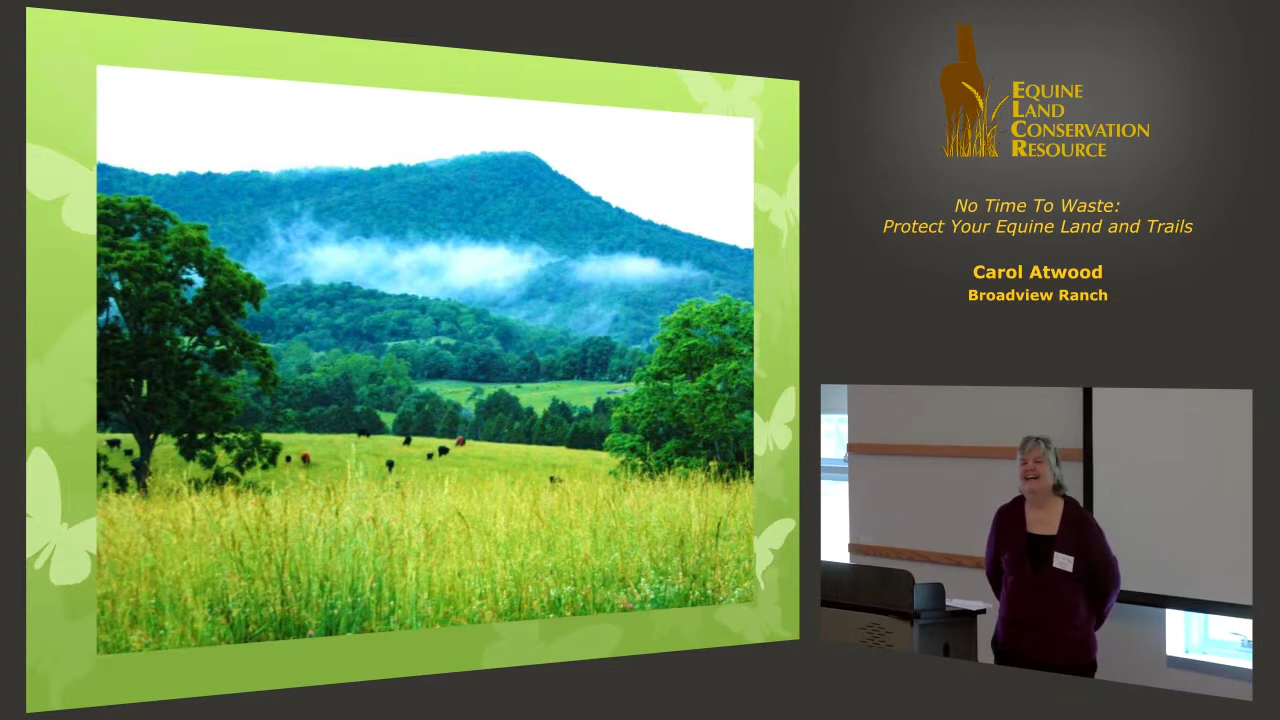 EQUINE
LAND
CONSERVATION
RESOURCE
No Time To Waste:
Protect Your Equine Land and Trails
Carol Atwood
Broadview Ranch